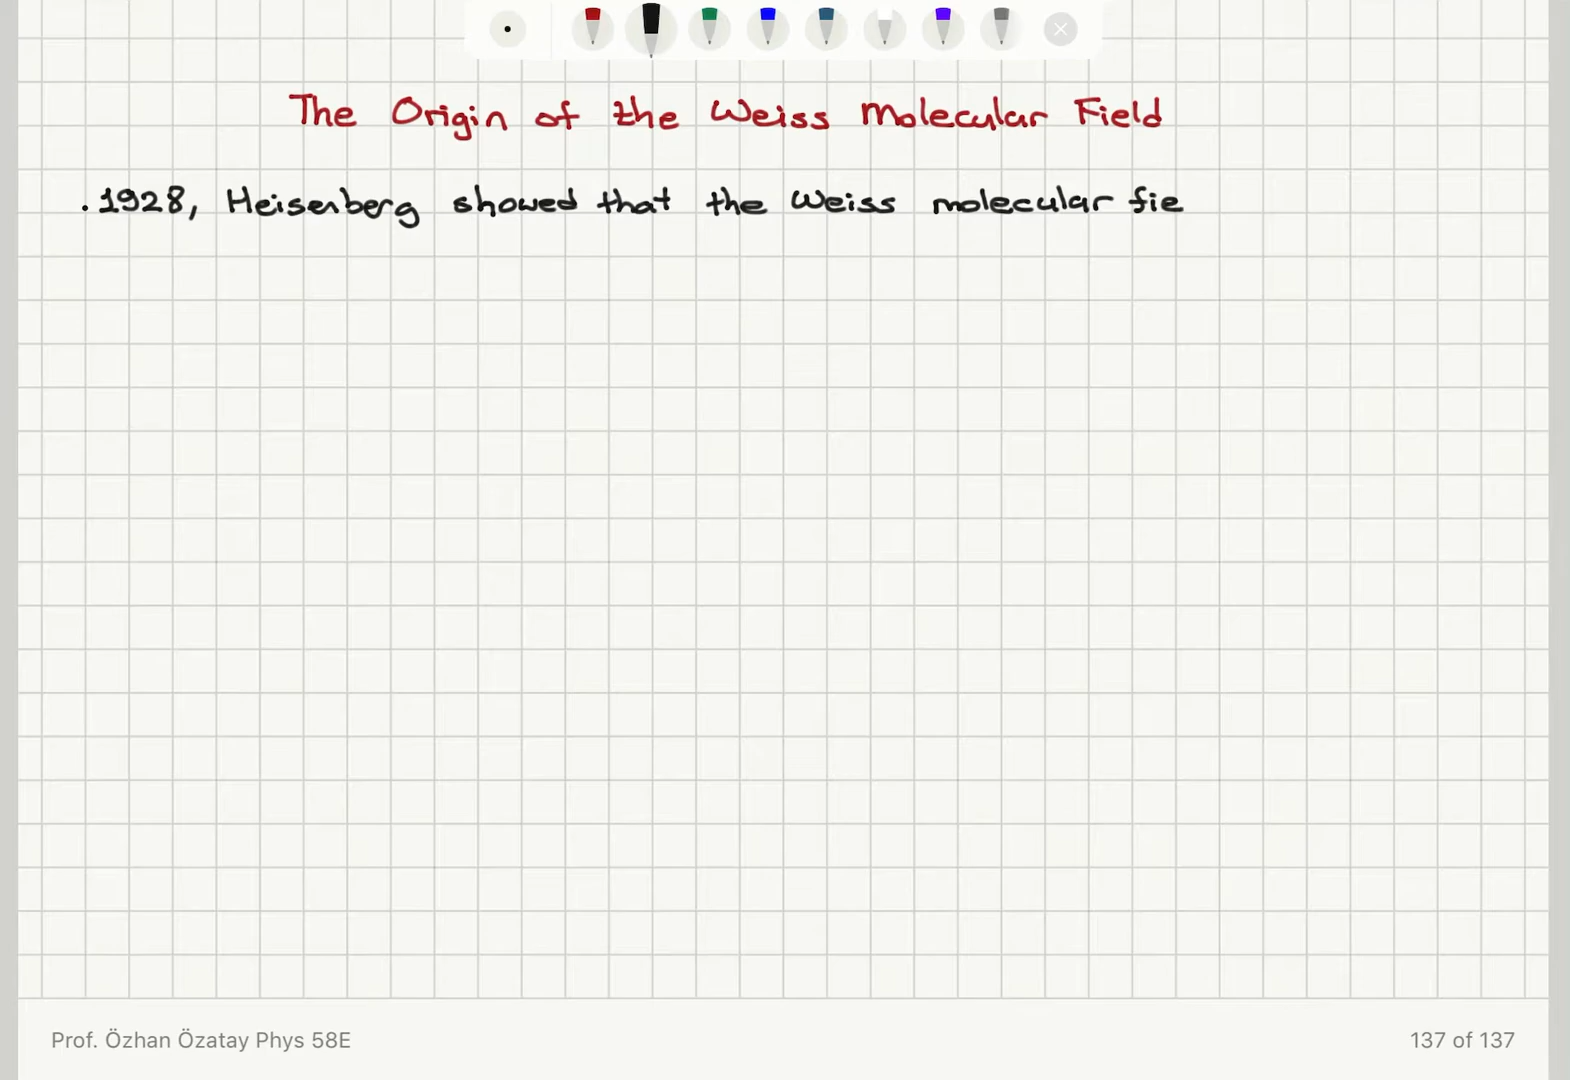 The Origin of the Weiss Molecular Field
. 1928, Heisenberg showed that the Weiss molecular fie
Prof. Özhan Özatay Phys 58E
137 of 137